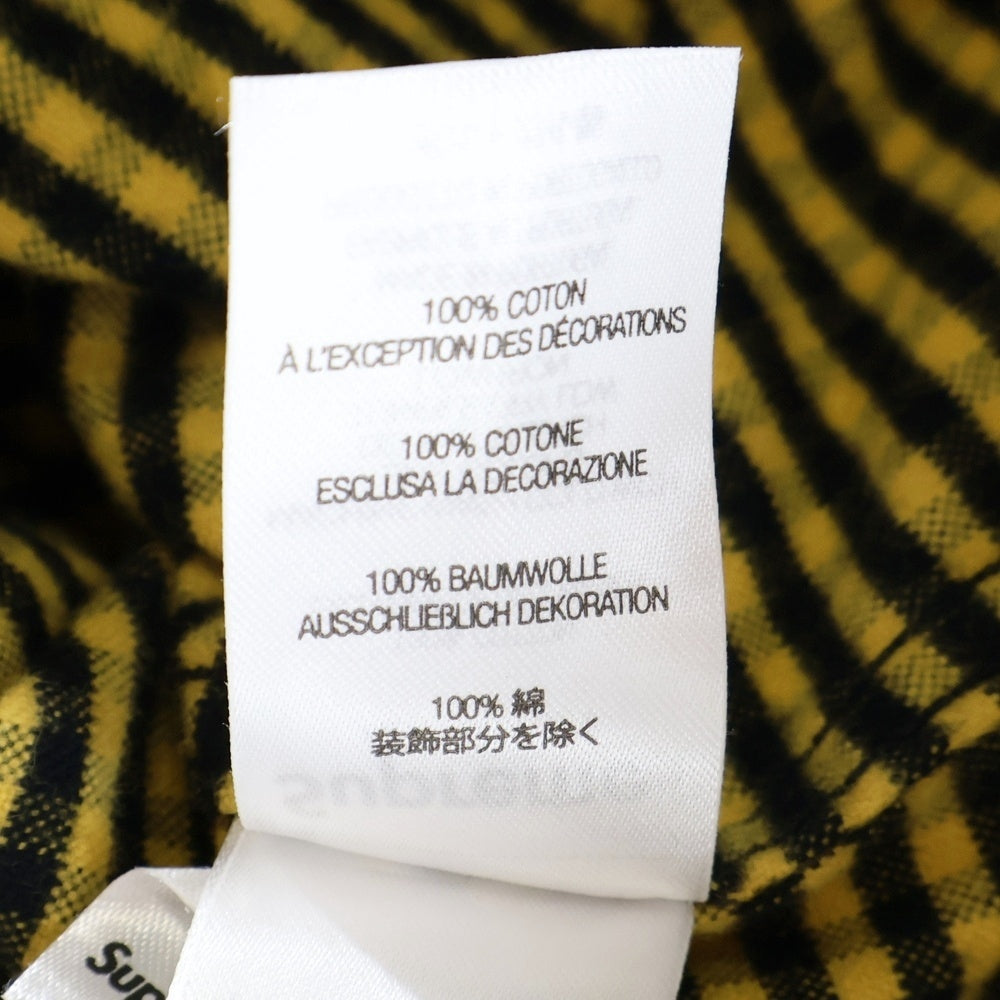 100% COTON
À L'EXCEPTION DES DÉCORATIONS
100% COTONE
ESCLUSA LA DECORAZIONE
100% BAUMWOLLE
AUSSCHLIEßLICH DEKORATION
100% 綿
装飾部分を除く
Sup